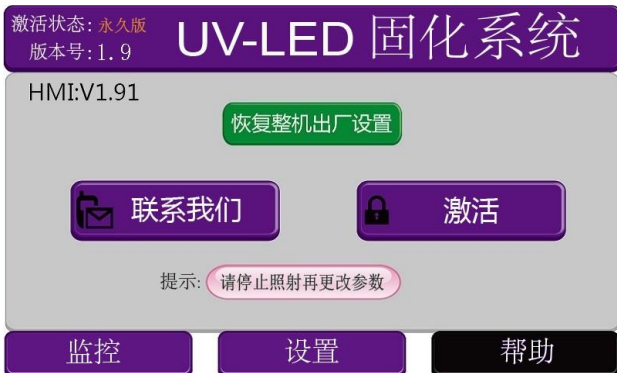 激活状态: 永久版
版本号:1.9
UV-LED 固化系统
HMI:V1.91
恢复整机出厂设置
联系我们
激活
提示: 请停止照射再更改参数
监控
设置
帮助